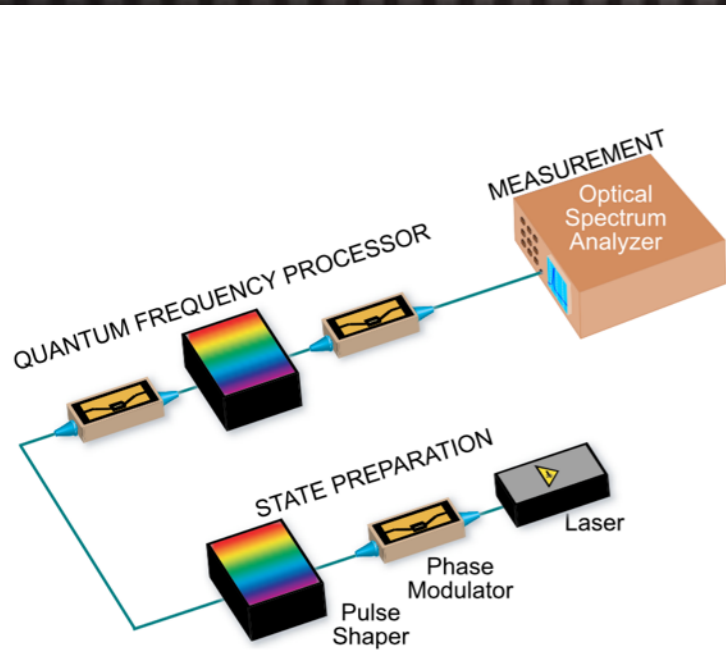 MEASUREMENT
Optical
Spectrum
Analyzer
QUANTUM FREQUENCY PROCESSOR
STATE PREPARATION
Laser
Phase
Modulator
Pulse
Shaper